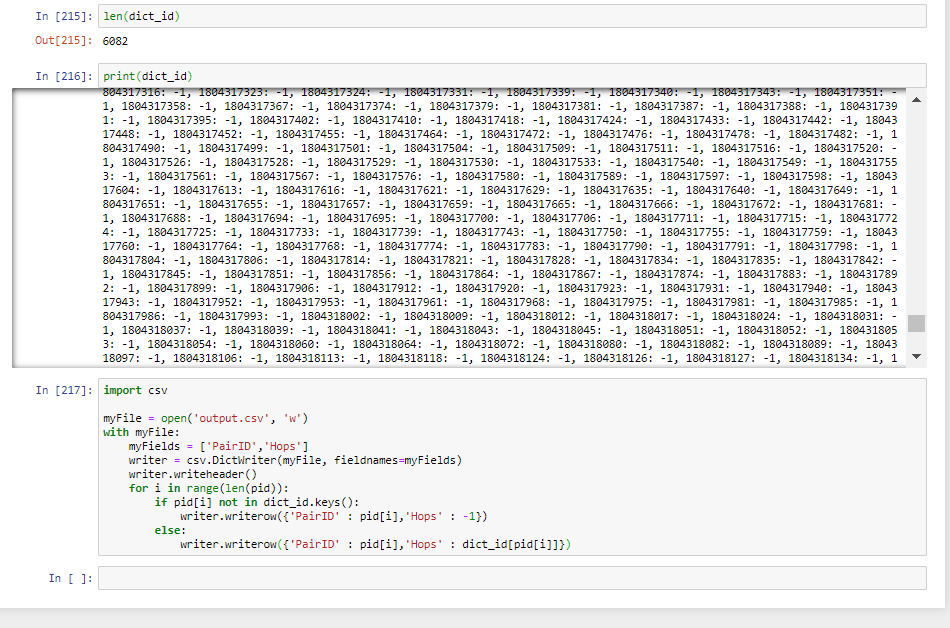 In [215]: len(dict_id)
Out[215]: 6082
In [216]: print(dict_id)
804317316: -1, 1804317323: -1, 1804317324: -1, 1804317331: -1, 1804317339: -1, 1804317340: -1, 1804317343: -1, 1804317351: -
1, 1804317358: -1, 1804317367: -1, 1804317374: -1, 1804317379: -1, 1804317381: -1, 1804317387: -1, 1804317388: -1, 180431739
1: -1, 1804317395: -1, 1804317402: -1, 1804317410: -1, 1804317418: -1, 1804317424: -1, 1804317433: -1, 1804317442: -1, 18043
17448: -1, 1804317452: -1, 1804317455: -1, 1804317464: -1, 1804317472: -1, 1804317476: -1, 1804317478: -1, 1804317482: -1, 1
804317490: -1, 1804317499: -1, 1804317501: -1, 1804317504: -1, 1804317509: -1, 1804317511: -1, 1804317516: -1, 1804317520: -
1, 1804317526: -1, 1804317528: -1, 1804317529: -1, 1804317530: -1, 1804317533: -1, 1804317540: -1, 1804317549: -1, 180431755
3: -1, 1804317561: -1, 1804317567: -1, 1804317576: -1, 1804317580: -1, 1804317589: -1, 1804317597: -1, 1804317598: -1, 18043
17604: -1, 1804317613: -1, 1804317616: -1, 1804317621: -1, 1804317629: -1, 1804317635: -1, 1804317640: -1, 1804317649: -1, 1
804317651: -1, 1804317655: -1, 1804317657: -1, 1804317659: -1, 1804317665: -1, 1804317666: -1, 1804317672: -1, 1804317681: -
1, 1804317688: -1, 1804317694: -1, 1804317695: -1, 1804317700: -1, 1804317706: -1, 1804317711: -1, 1804317715: -1, 180431772
4: -1, 1804317725: -1, 1804317733: -1, 1804317739: -1, 1804317743: -1, 1804317750: -1, 1804317755: -1, 1804317759: -1, 18043
17760: -1, 1804317764: -1, 1804317768: -1, 1804317774: -1, 1804317783: -1, 1804317790: -1, 1804317791: -1, 1804317798: -1, 1
804317804: -1, 1804317806: -1, 1804317814: -1, 1804317821: -1, 1804317828: -1, 1804317834: -1, 1804317835: -1, 1804317842: -
1, 1804317845: -1, 1804317851: -1, 1804317856: -1, 1804317864: -1, 1804317867: -1, 1804317874: -1, 1804317883: -1, 180431789
2: -1, 1804317899: -1, 1804317906: -1, 1804317912: -1, 1804317920: -1, 1804317923: -1, 1804317931: -1, 1804317940: -1, 18043
17943: -1, 1804317952: -1, 1804317953: -1, 1804317961: -1, 1804317968: -1, 1804317975: -1, 1804317981: -1, 1804317985: -1, 1
804317986: -1, 1804317993: -1, 1804318002: -1, 1804318009: -1, 1804318012: -1, 1804318017: -1, 1804318024: -1, 1804318031: -
1, 1804318037: -1, 1804318039: -1, 1804318041: -1, 1804318043: -1, 1804318045: -1, 1804318051: -1, 1804318052: -1, 180431805
3: -1, 1804318054: -1, 1804318060: -1, 1804318064: -1, 1804318072: -1, 1804318080: -1, 1804318082: -1, 1804318089: -1, 18043
18097: -1, 1804318106: -1, 1804318113: -1, 1804318118: -1, 1804318124: -1, 1804318126: -1, 1804318127: -1, 1804318134: -1, 1
In [217]: import csv
myFile = open('output.csv', 'w')
with myFile:
    myFields = ['PairID','Hops']
    writer = csv.DictWriter(myFile, fieldnames=myFields)
    writer.writeheader()
    for i in range(len(pid)):
        if pid[i] not in dict_id.keys():
            writer.writerow({'PairID' : pid[i],'Hops' : -1})
        else:
            writer.writerow({'PairID' : pid[i],'Hops' : dict_id[pid[i]]})
In [ ]: